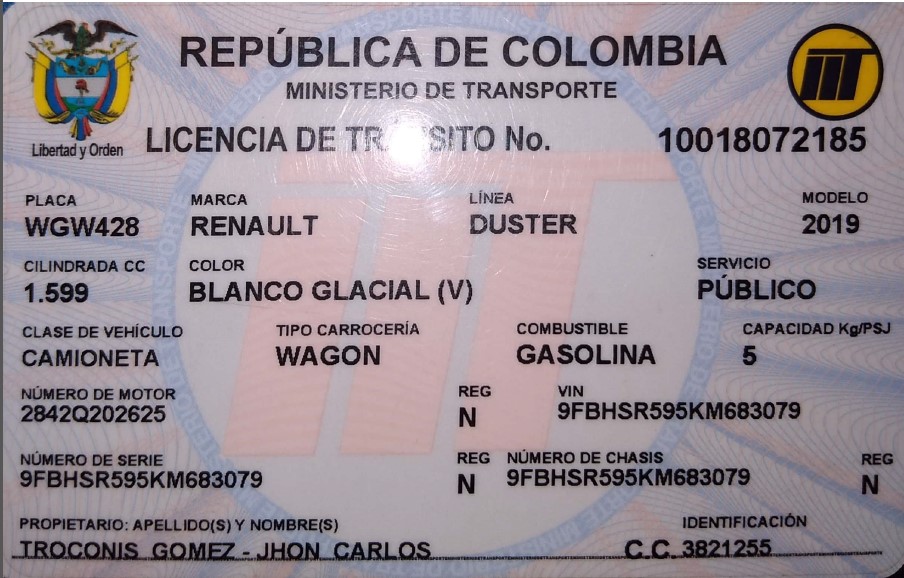 REPÚBLICA DE COLOMBIA
MINISTERIO DE TRANSPORTE
Libertad y Orden
LICENCIA DE TRÁNSITO No. 10018072185
PLACA MARCA LÍNEA MODELO
WGW428 RENAULT DUSTER 2019
CILINDRADA CC COLOR SERVICIO
1.599 BLANCO GLACIAL (V) PÚBLICO
CLASE DE VEHÍCULO TIPO CARROCERÍA COMBUSTIBLE CAPACIDAD Kg/PSJ
CAMIONETA WAGON GASOLINA 5
NÚMERO DE MOTOR REG VIN
2842Q202625 N 9FBHSR595KM683079
NÚMERO DE SERIE REG NÚMERO DE CHASIS REG
9FBHSR595KM683079 N 9FBHSR595KM683079 N
PROPIETARIO: APELLIDO(S) Y NOMBRE(S) IDENTIFICACIÓN
TROCONIS GOMEZ - JHON CARLOS C.C. 3821255